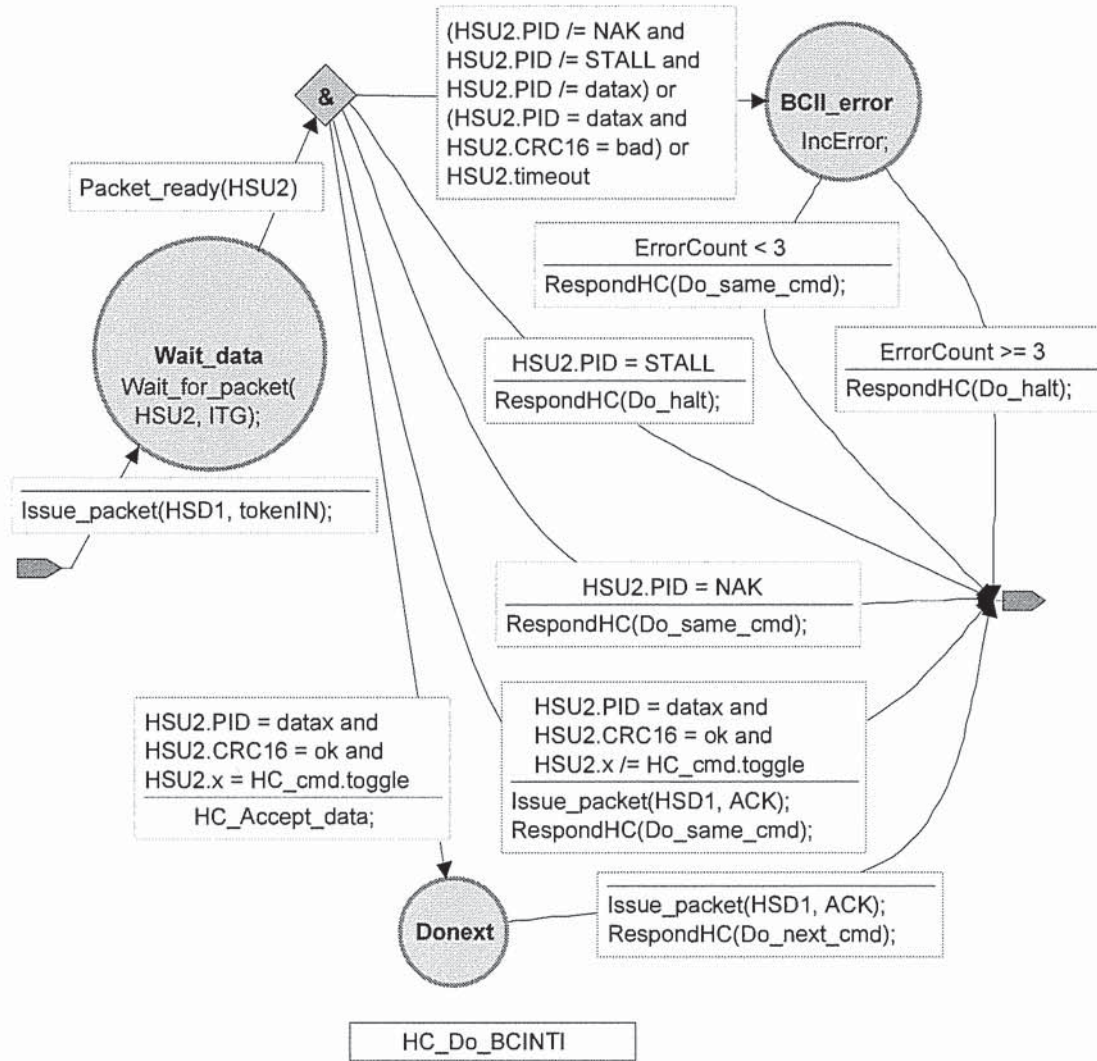 (HSU2.PID /= NAK and
HSU2.PID /= STALL and
HSU2.PID /= datax) or
(HSU2.PID = datax and
HSU2.CRC16 = bad) or
HSU2.timeout
&
BCII_error
IncError;
Packet_ready(HSU2)
ErrorCount < 3
RespondHC(Do_same_cmd);
Wait_data
Wait_for_packet(
HSU2, ITG);
HSU2.PID = STALL
RespondHC(Do_halt);
ErrorCount >= 3
RespondHC(Do_halt);
Issue_packet(HSD1, tokenIN);
HSU2.PID = NAK
RespondHC(Do_same_cmd);
HSU2.PID = datax and
HSU2.CRC16 = ok and
HSU2.x = HC_cmd.toggle
HC_Accept_data;
HSU2.PID = datax and
HSU2.CRC16 = ok and
HSU2.x /= HC_cmd.toggle
Issue_packet(HSD1, ACK);
RespondHC(Do_same_cmd);
Donext
Issue_packet(HSD1, ACK);
RespondHC(Do_next_cmd);
HC_Do_BCINTI